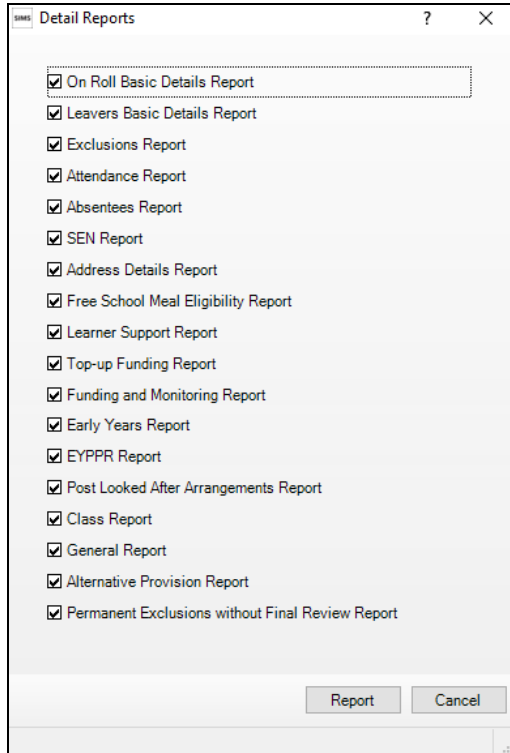 SIMS Detail Reports ? X
On Roll Basic Details Report
Leavers Basic Details Report
Exclusions Report
Attendance Report
Absentees Report
SEN Report
Address Details Report
Free School Meal Eligibility Report
Learner Support Report
Top-up Funding Report
Funding and Monitoring Report
Early Years Report
EYPPR Report
Post Looked After Arrangements Report
Class Report
General Report
Alternative Provision Report
Permanent Exclusions without Final Review Report
Report Cancel